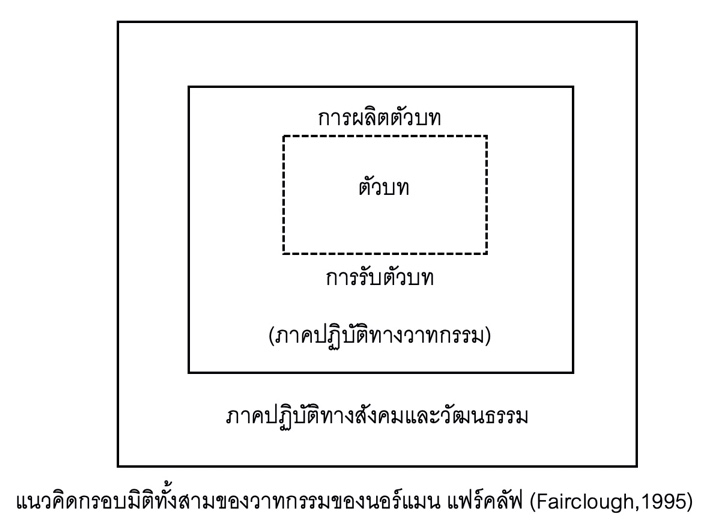 การผลิตตัวบท
ตัวบท
การรับตัวบท
(ภาคปฏิบัติทางวาทกรรม)
ภาคปฏิบัติทางสังคมและวัฒนธรรม
แนวคิดกรอบมิติทั้งสามของวาทกรรมของนอร์แมน แฟร์คลัฟ (Fairclough,1995)